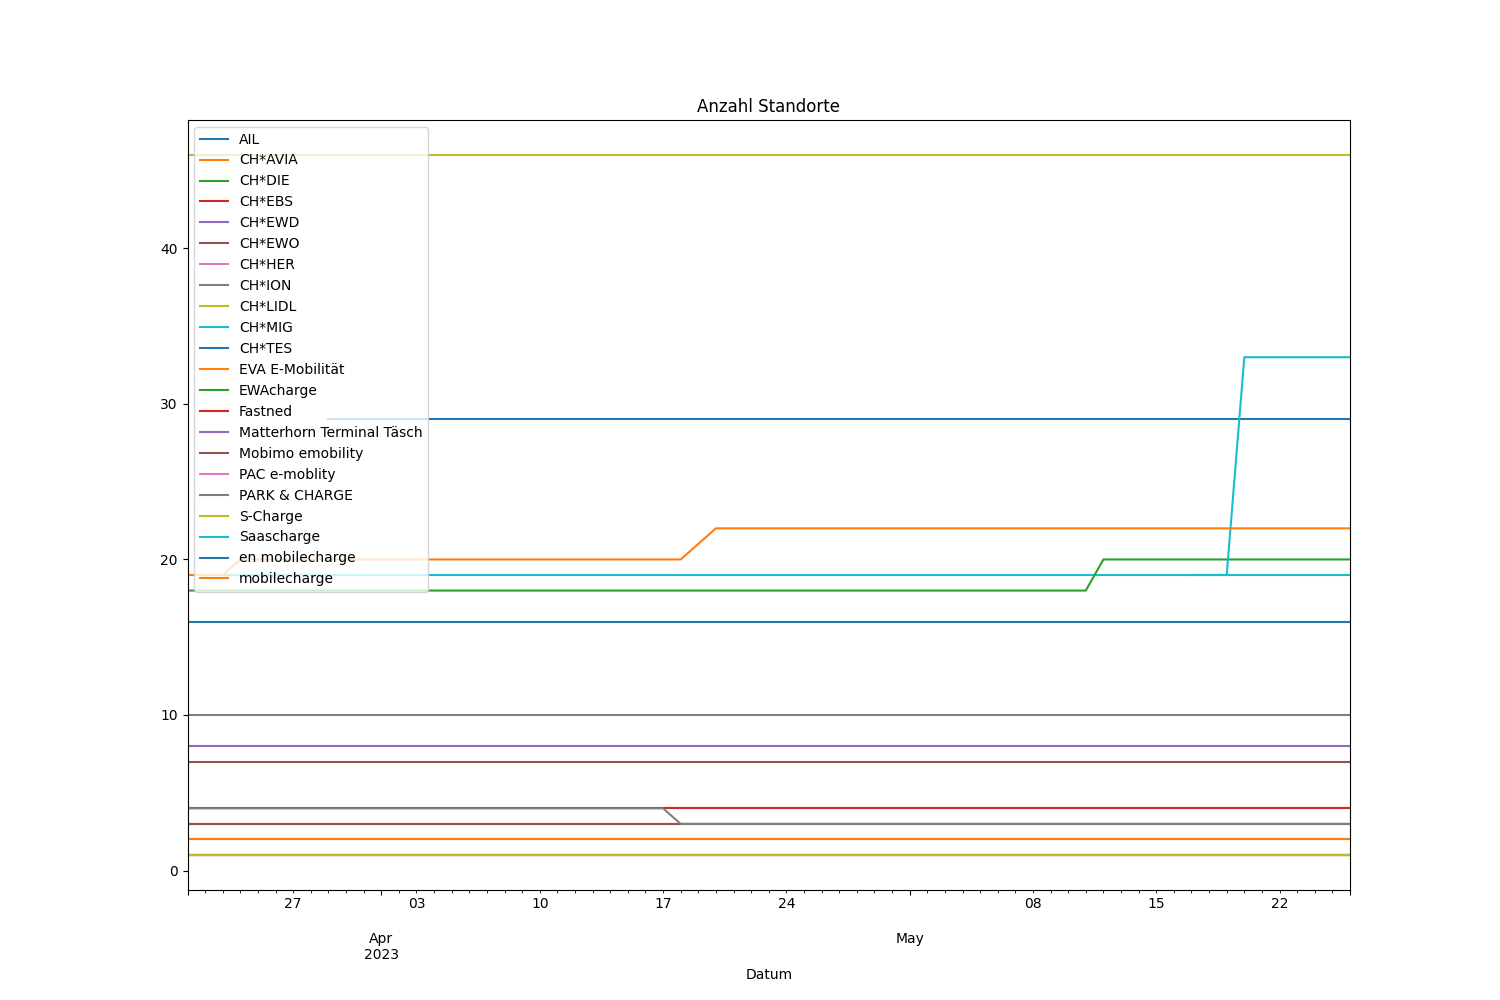 Anzahl Standorte
AIL
CH*AVIA
CH*DIE
CH*EBS
CH*EWD
CH*EWO
CH*HER
CH*ION
CH*LIDL
CH*MIG
CH*TES
EVA E-Mobilität
EWAcharge
Fastned
Matterhorn Terminal Täsch
Mobimo emobility
PAC e-moblity
PARK & CHARGE
S-Charge
Saascharge
en mobilecharge
mobilecharge
40
30
20
10
0
27 03 10 17 24 08 15 22
Apr May
2023
Datum